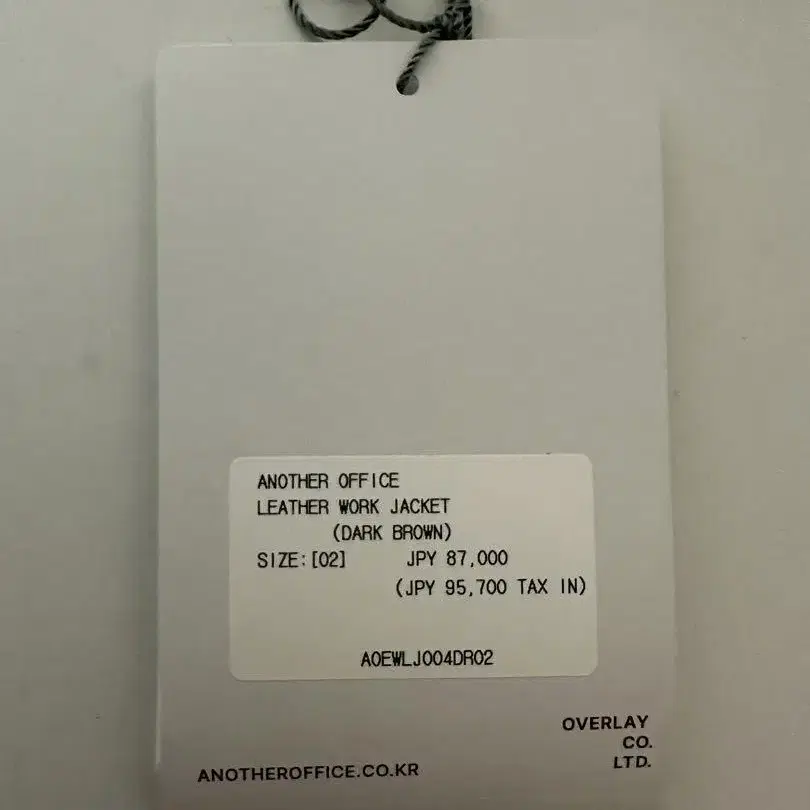 ANOTHER OFFICE
LEATHER WORK JACKET
(DARK BROWN)
SIZE:[02] JPY 87,000
(JPY 95,700 TAX IN)
AOEWLJ004DR02
OVERLAY
CO.
LTD.
ANOTHEROFFICE.CO.KR